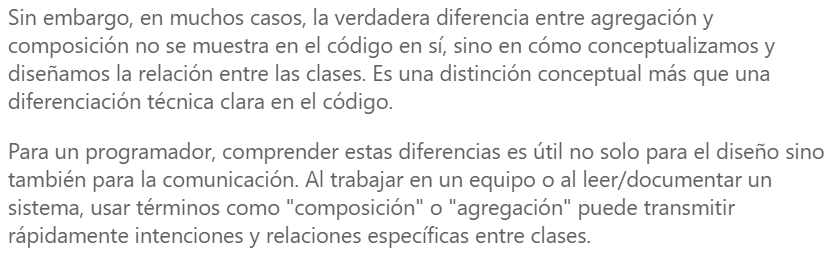 Sin embargo, en muchos casos, la verdadera diferencia entre agregación y
composición no se muestra en el código en sí, sino en cómo conceptualizamos y
diseñamos la relación entre las clases. Es una distinción conceptual más que una
diferenciación técnica clara en el código.
Para un programador, comprender estas diferencias es útil no solo para el diseño sino
también para la comunicación. Al trabajar en un equipo o al leer/documentar un
sistema, usar términos como "composición" o "agregación" puede transmitir
rápidamente intenciones y relaciones específicas entre clases.